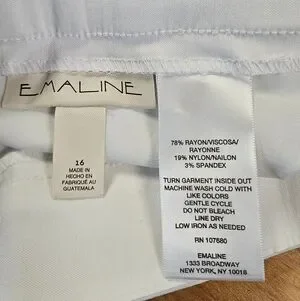 EMALINE
16
MADE IN
HECHO EN
FABRIQUÉ AU
GUATEMALA
78% RAYON/VISCOSA/
RAYONNE
19% NYLON/NAILON
3% SPANDEX
TURN GARMENT INSIDE OUT
MACHINE WASH COLD WITH
LIKE COLORS
GENTLE CYCLE
DO NOT BLEACH
LINE DRY
LOW IRON AS NEEDED
RN 107680
EMALINE
1333 BROADWAY
NEW YORK, NY 10018